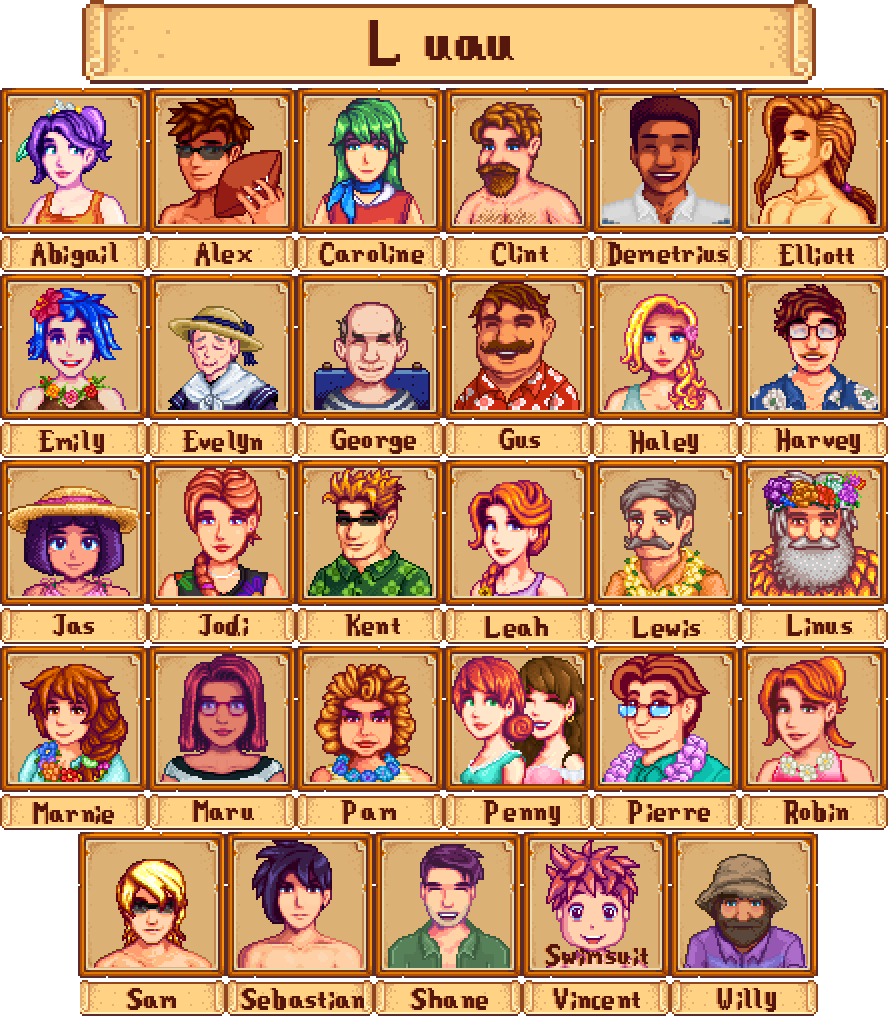 Luau
Abigail Alex Caroline Clint Demetrius Elliott
Emily Evelyn George Gus Haley Harvey
Jas Jodi Kent Leah Lewis Linus
Marnie Maru Pam Penny Pierre Robin
Swimsuit
Sam Sebastian Shane Vincent Willy